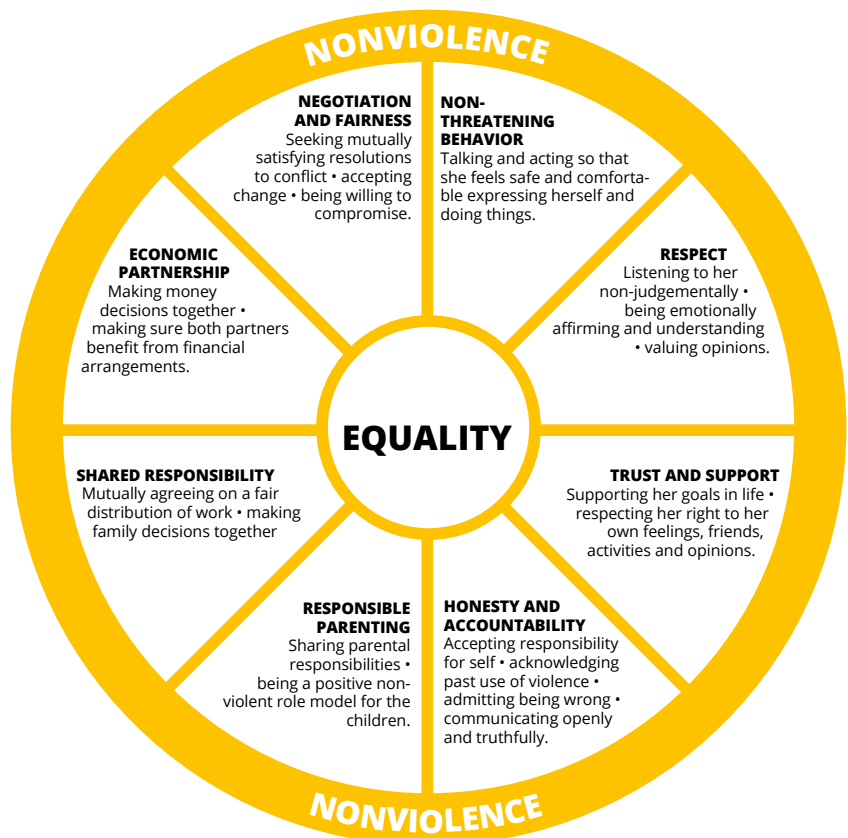 NONVIOLENCE
NEGOTIATION
AND FAIRNESS
Seeking mutually
satisfying resolutions
to conflict • accepting
change • being willing to
compromise.
NON-
THREATENING
BEHAVIOR
Talking and acting so that
she feels safe and comforta-
ble expressing herself and
doing things.
ECONOMIC
PARTNERSHIP
Making money
decisions together •
making sure both partners
benefit from financial
arrangements.
RESPECT
Listening to her
non-judgementally •
being emotionally
affirming and understanding
• valuing opinions.
EQUALITY
SHARED RESPONSIBILITY
Mutually agreeing on a fair
distribution of work • making
family decisions together
TRUST AND SUPPORT
Supporting her goals in life •
respecting her right to her
own feelings, friends,
activities and opinions.
RESPONSIBLE
PARENTING
Sharing parental
responsibilities •
being a positive non-
violent role model for the
children.
HONESTY AND
ACCOUNTABILITY
Accepting responsibility
for self • acknowledging
past use of violence •
admitting being wrong •
communicating openly
and truthfully.
NONVIOLENCE